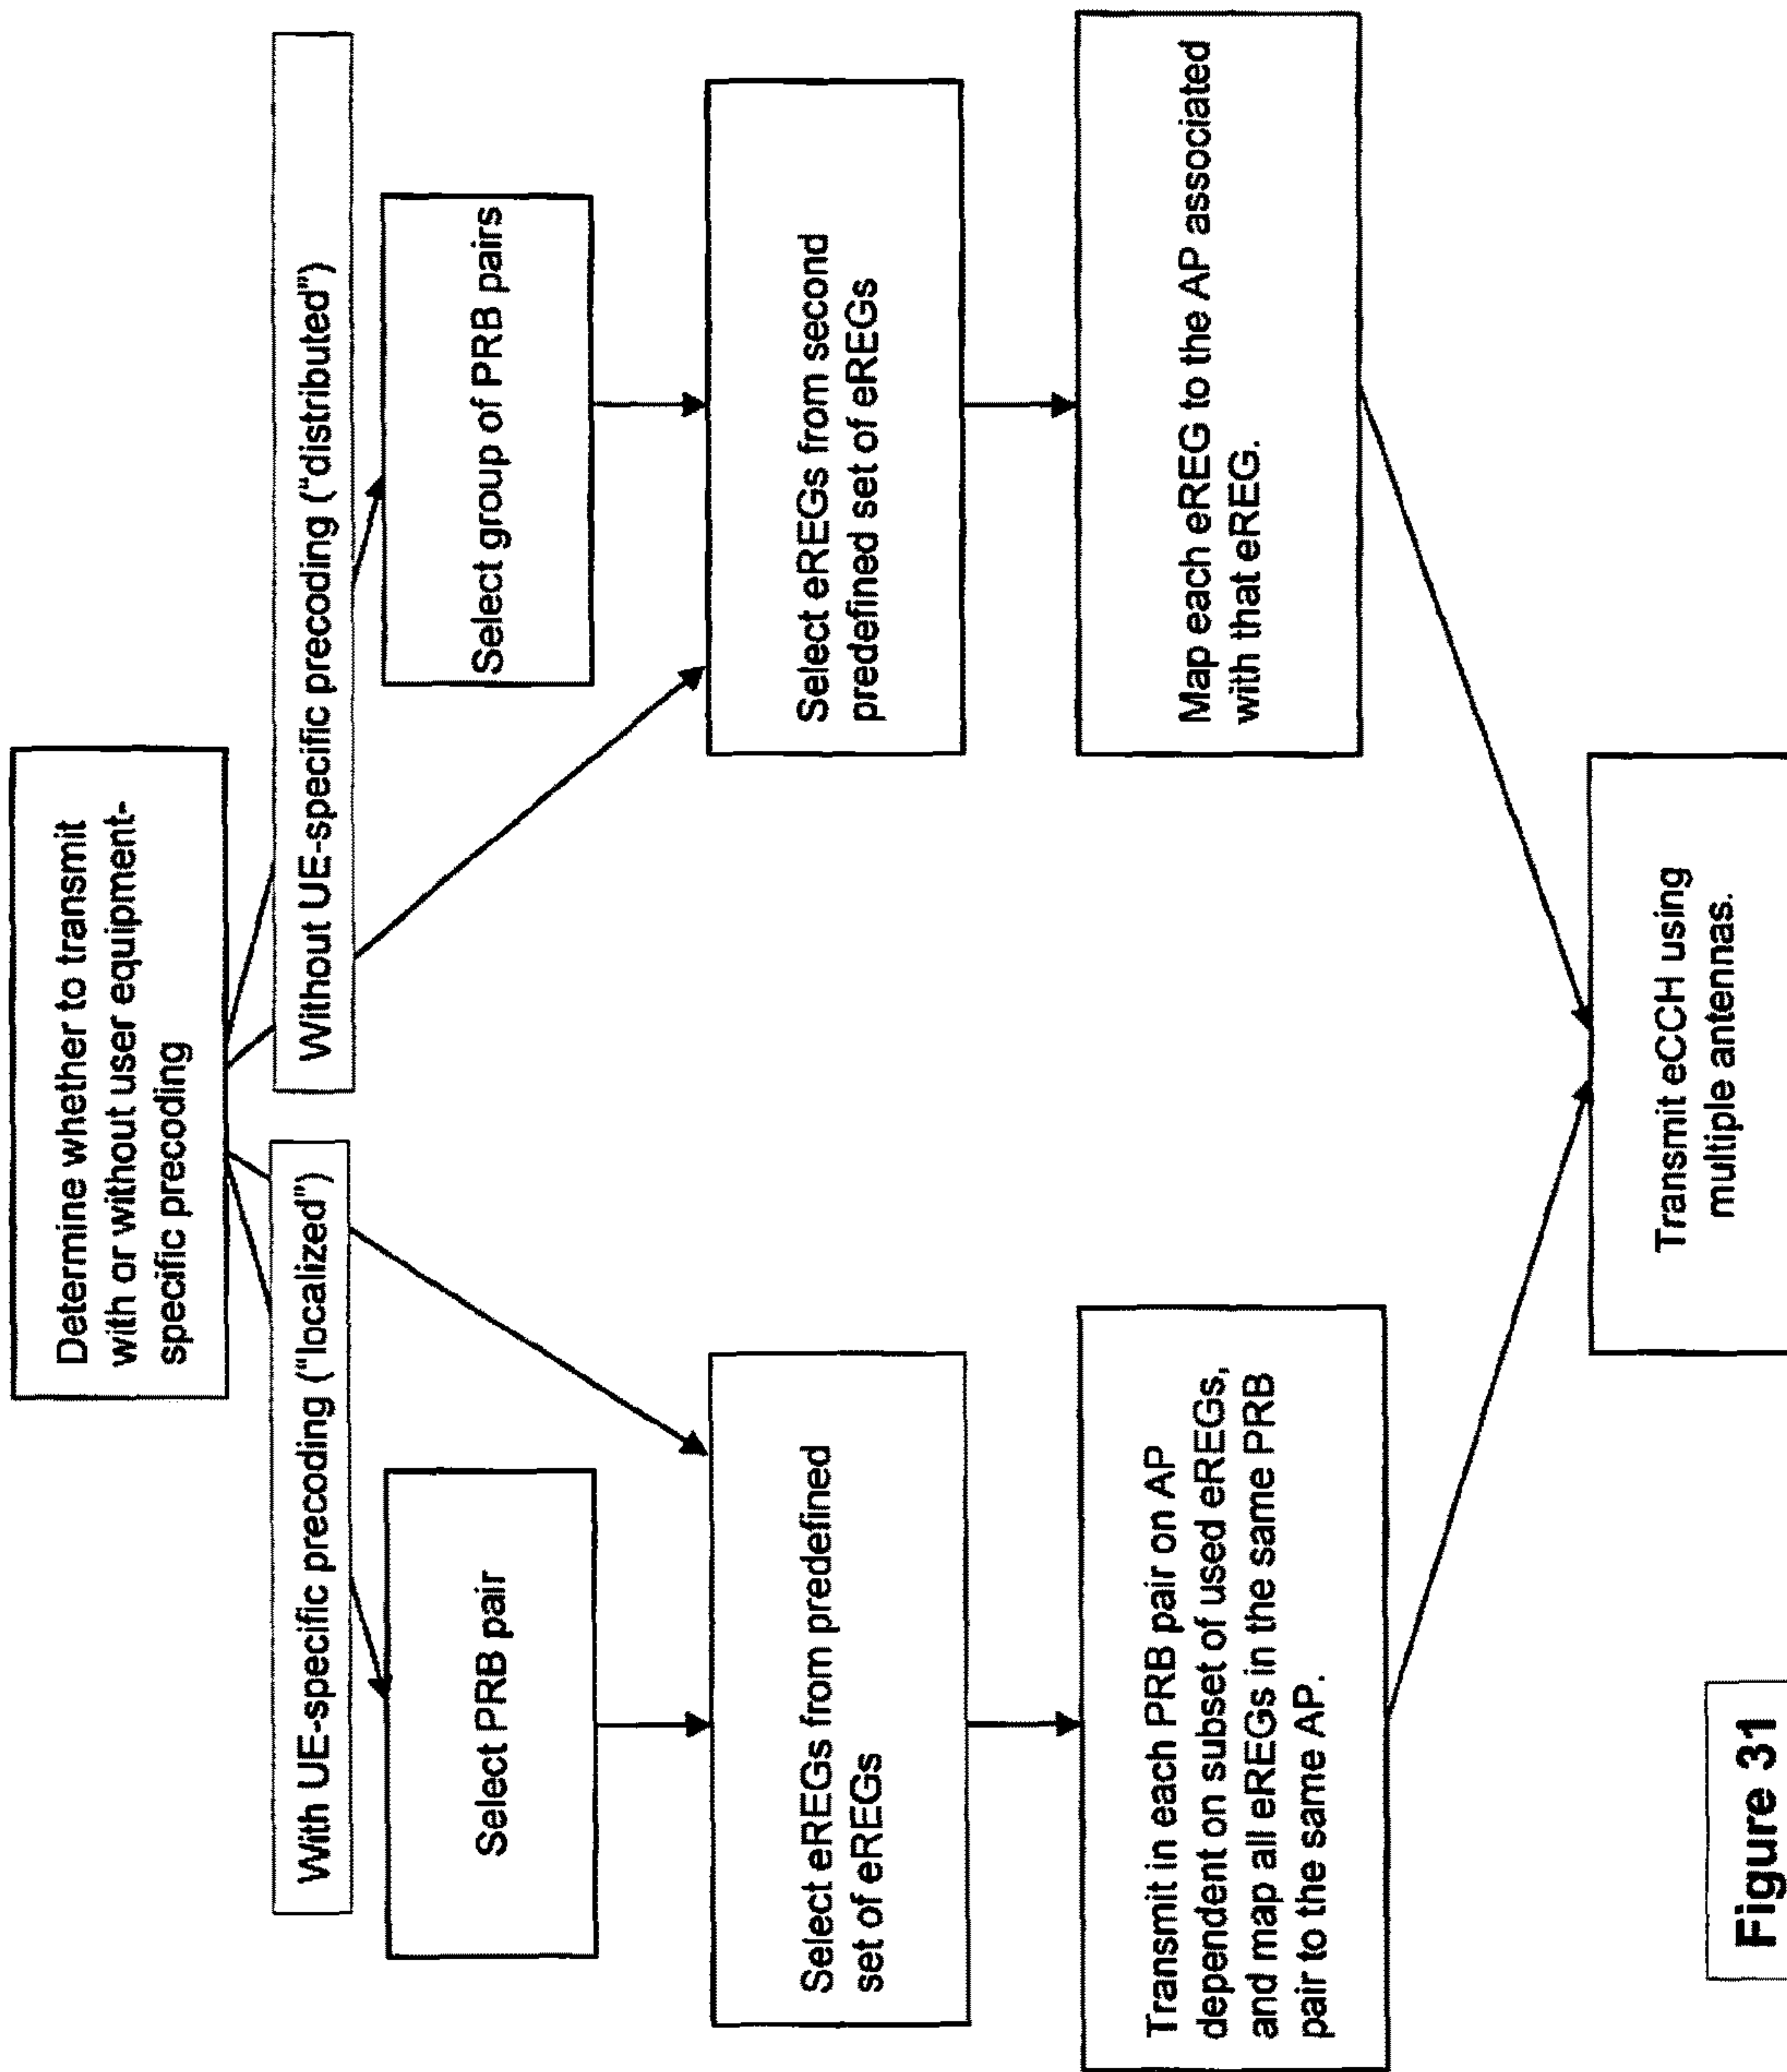 Determine whether to transmit
with or without user equipment-
specific precoding
With UE-specific precoding ("localized")
Without UE-specific precoding ("distributed")
Select PRB pair
Select group of PRB pairs
Select eREGs from predefined
set of eREGs
Select eREGs from second
predefined set of eREGs
Transmit in each PRB pair on AP
dependent on subset of used eREGs,
and map all eREGs in the same PRB
pair to the same AP.
Map each eREG to the AP associated
with that eREG.
Transmit eCCH using
multiple antennas.
Figure 31